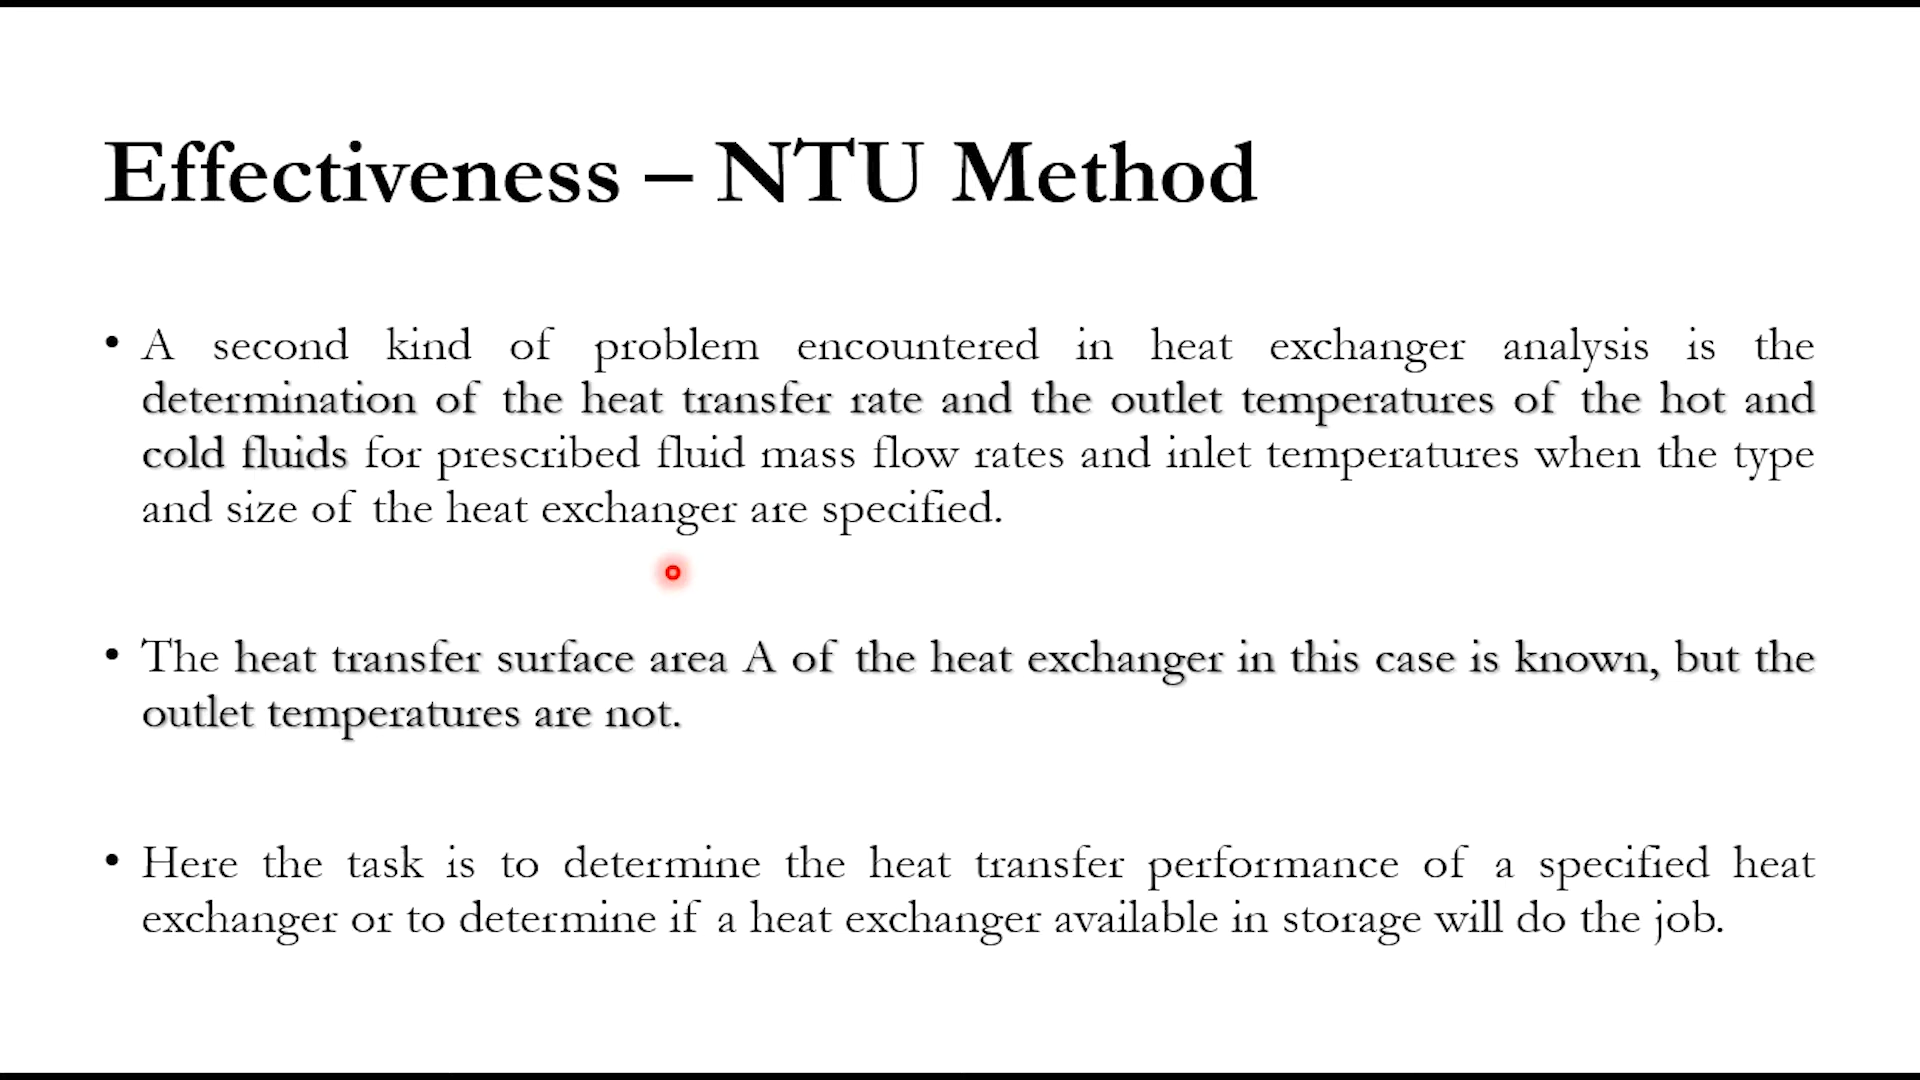 Effectiveness – NTU Method
• A second kind of problem encountered in heat exchanger analysis is the
determination of the heat transfer rate and the outlet temperatures of the hot and
cold fluids for prescribed fluid mass flow rates and inlet temperatures when the type
and size of the heat exchanger are specified.
• The heat transfer surface area A of the heat exchanger in this case is known, but the
outlet temperatures are not.
• Here the task is to determine the heat transfer performance of a specified heat
exchanger or to determine if a heat exchanger available in storage will do the job.